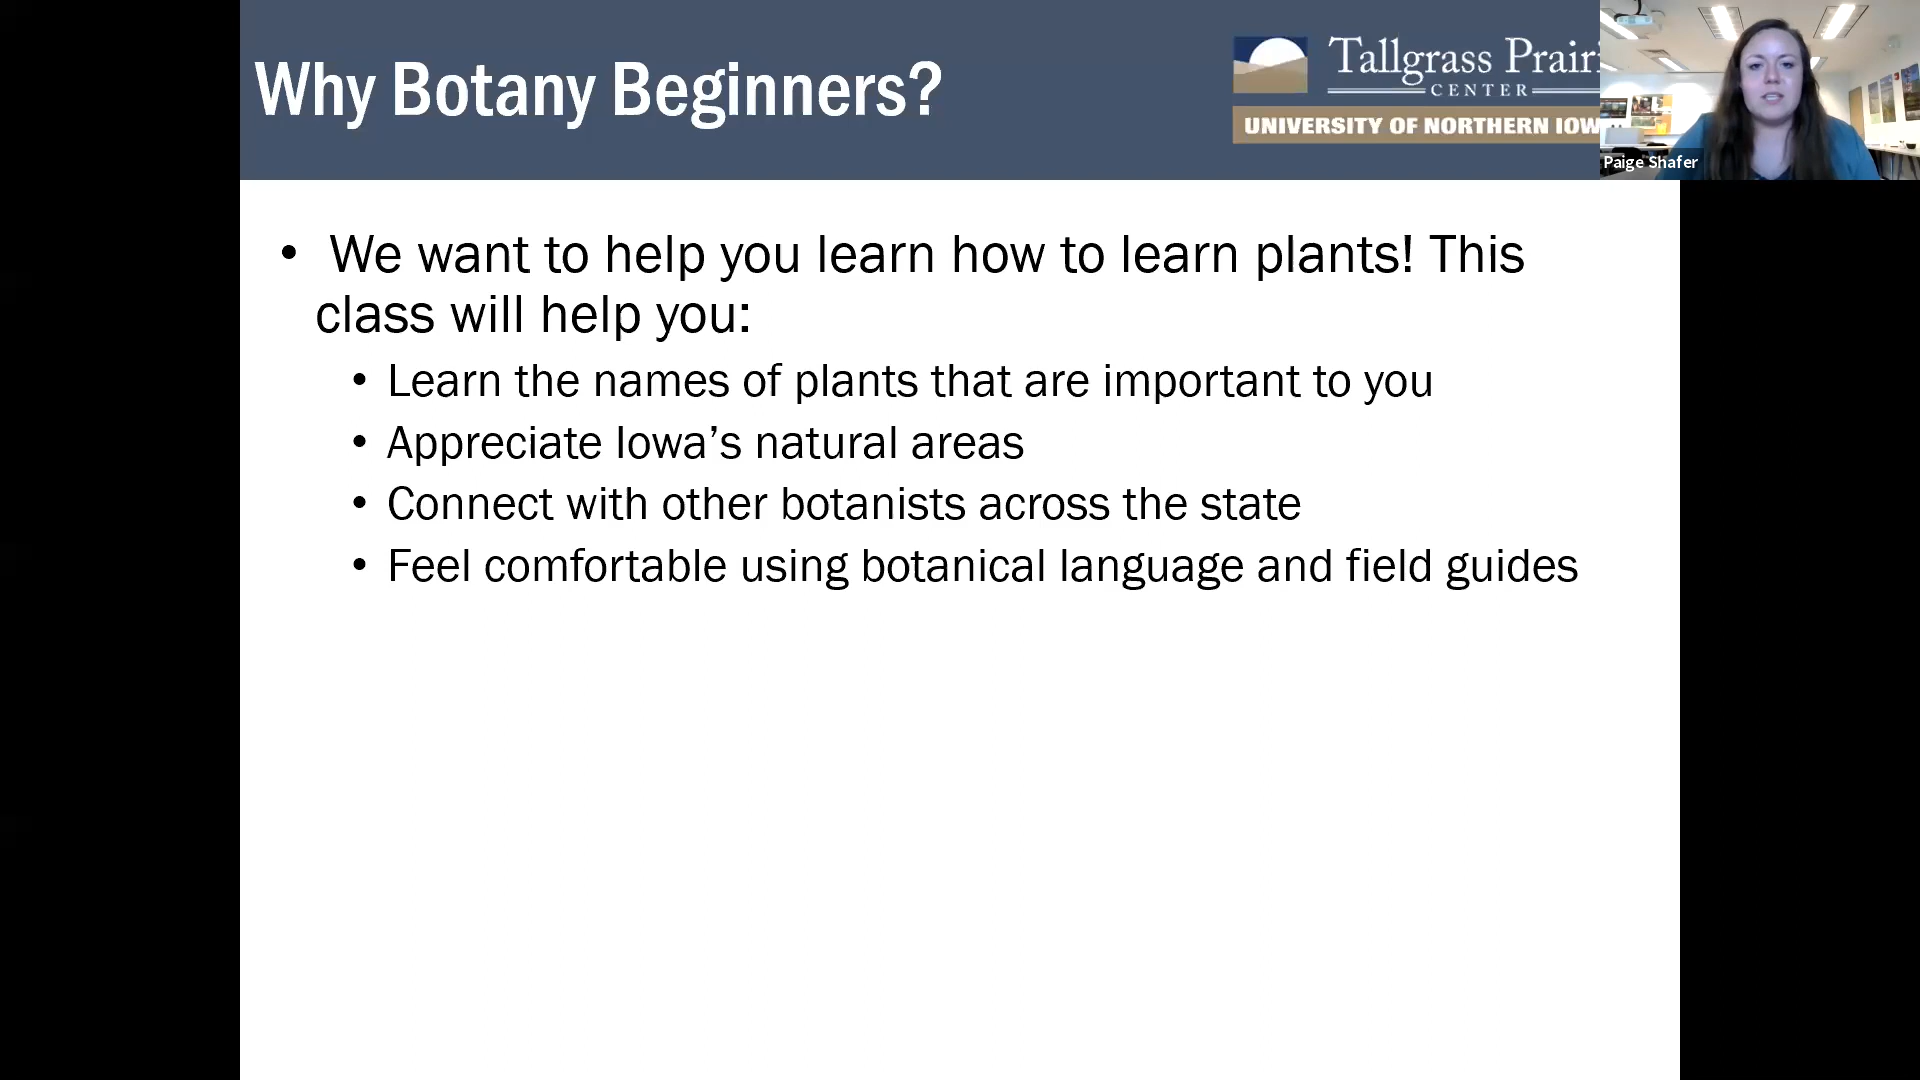 Why Botany Beginners?
Tallgrass Prairi
CENTER
UNIVERSITY OF NORTHERN IOW
Paige Shafer
• We want to help you learn how to learn plants! This
class will help you:
• Learn the names of plants that are important to you
• Appreciate Iowa’s natural areas
• Connect with other botanists across the state
• Feel comfortable using botanical language and field guides